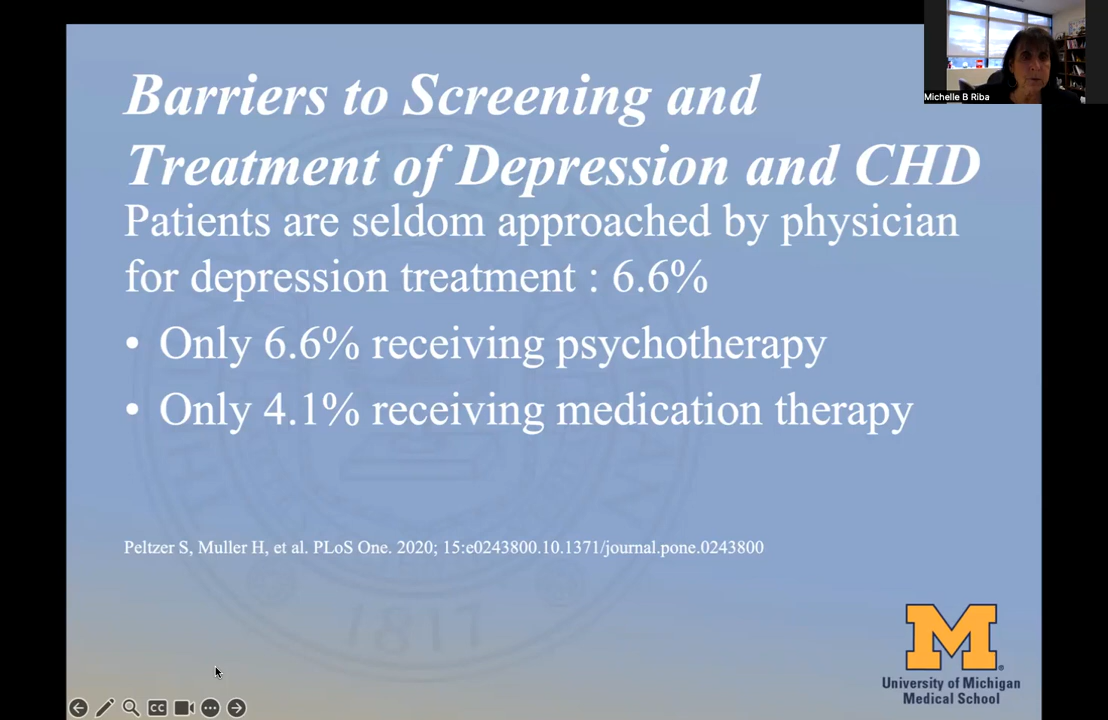 Barriers to Screening and
Treatment of Depression and CHD
Patients are seldom approached by physician
for depression treatment : 6.6%
• Only 6.6% receiving psychotherapy
• Only 4.1% receiving medication therapy
Peltzer S, Muller H, et al. PLoS One. 2020; 15:e0243800.10.1371/journal.pone.0243800
1817
M
University of Michigan
Medical School
Michelle B Riba
CC